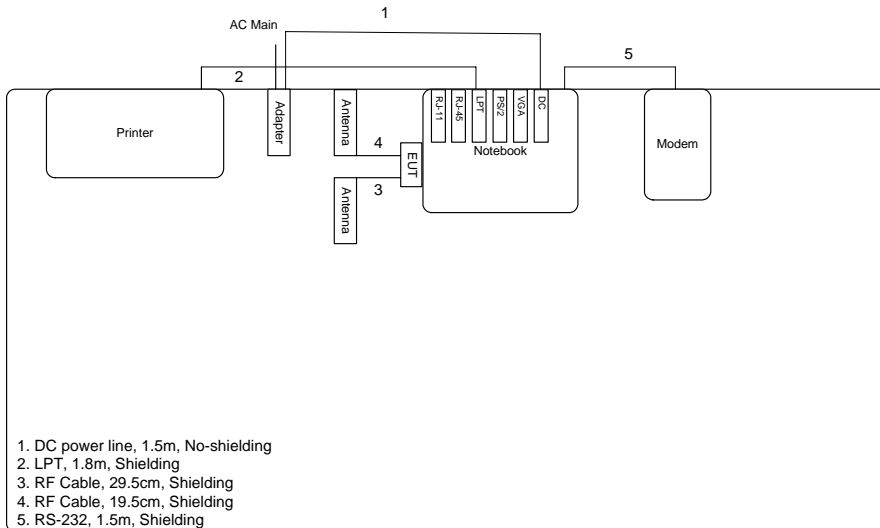 1
AC Main
5
2
Printer
Adapter
Antenna
4
EUT
RJ-11
RJ-45
LPT
PS/2
VGA
DC
Notebook
Modem
3
Antenna
1. DC power line, 1.5m, No-shielding
2. LPT, 1.8m, Shielding
3. RF Cable, 29.5cm, Shielding
4. RF Cable, 19.5cm, Shielding
5. RS-232, 1.5m, Shielding